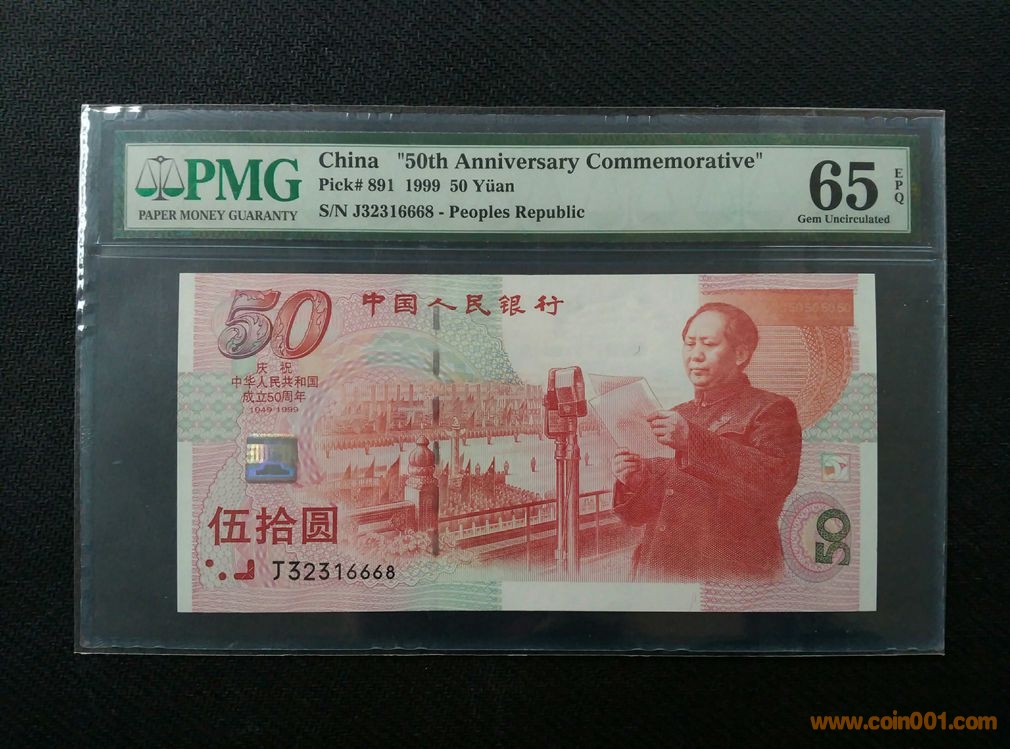 PMG
PAPER MONEY GUARANTY
China "50th Anniversary Commemorative"
Pick# 891 1999 50 Yüan
S/N J32316668 - Peoples Republic
65
EPQ
Gem Uncirculated
50
中国人民银行
庆祝
中华人民共和国
成立50周年
1949-1999
伍拾圆
J32316668
50
www.coin001.com